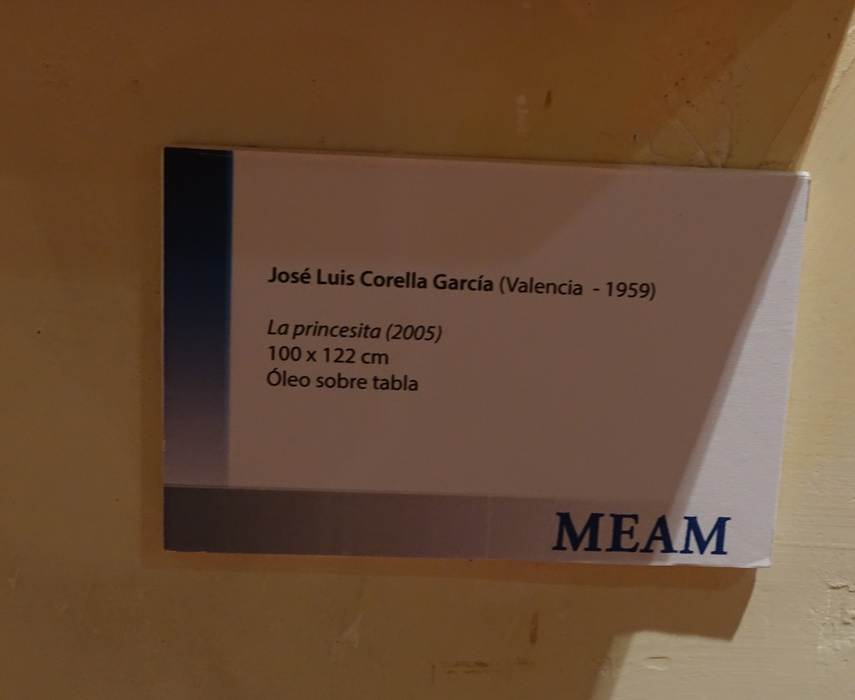 José Luis Corella García (Valencia - 1959)
La princesita (2005)
100 x 122 cm
Óleo sobre tabla
MEAM